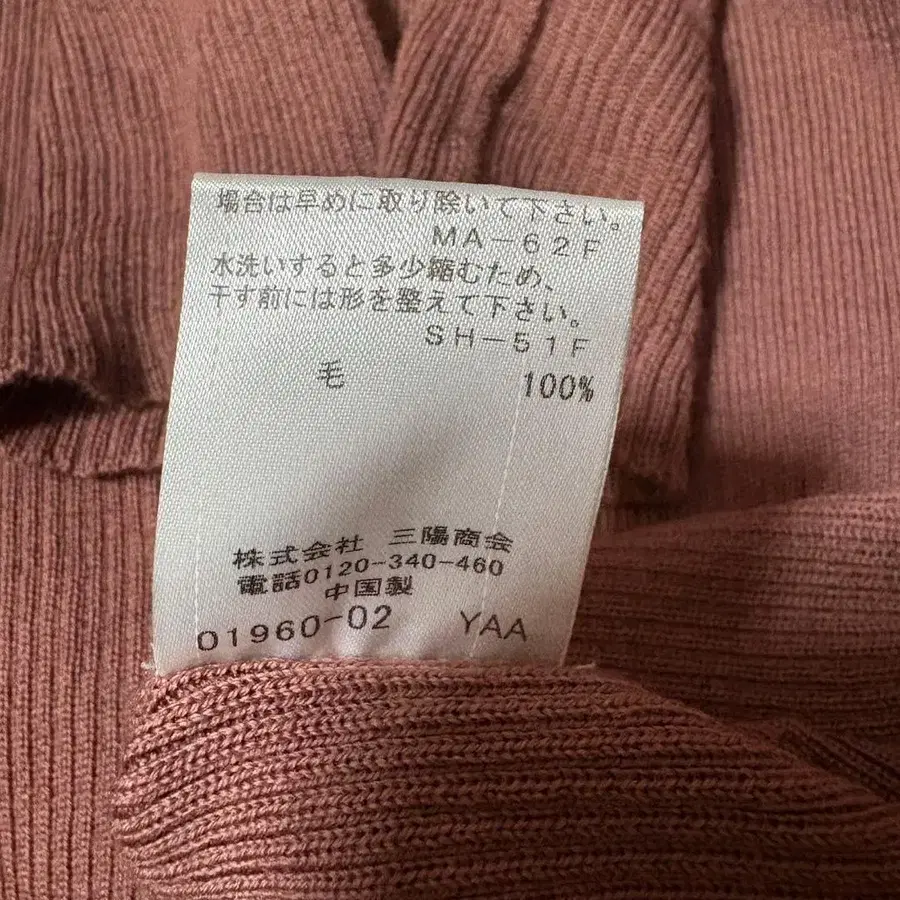 場合は早めに取り除いて下さい。
MA-62F
水洗いすると多少縮むため、
干す前には形を整えて下さい。
SH-51F
毛 100%
株式会社 三陽商会
電話0120-340-460
中国製
01960-02 YAA